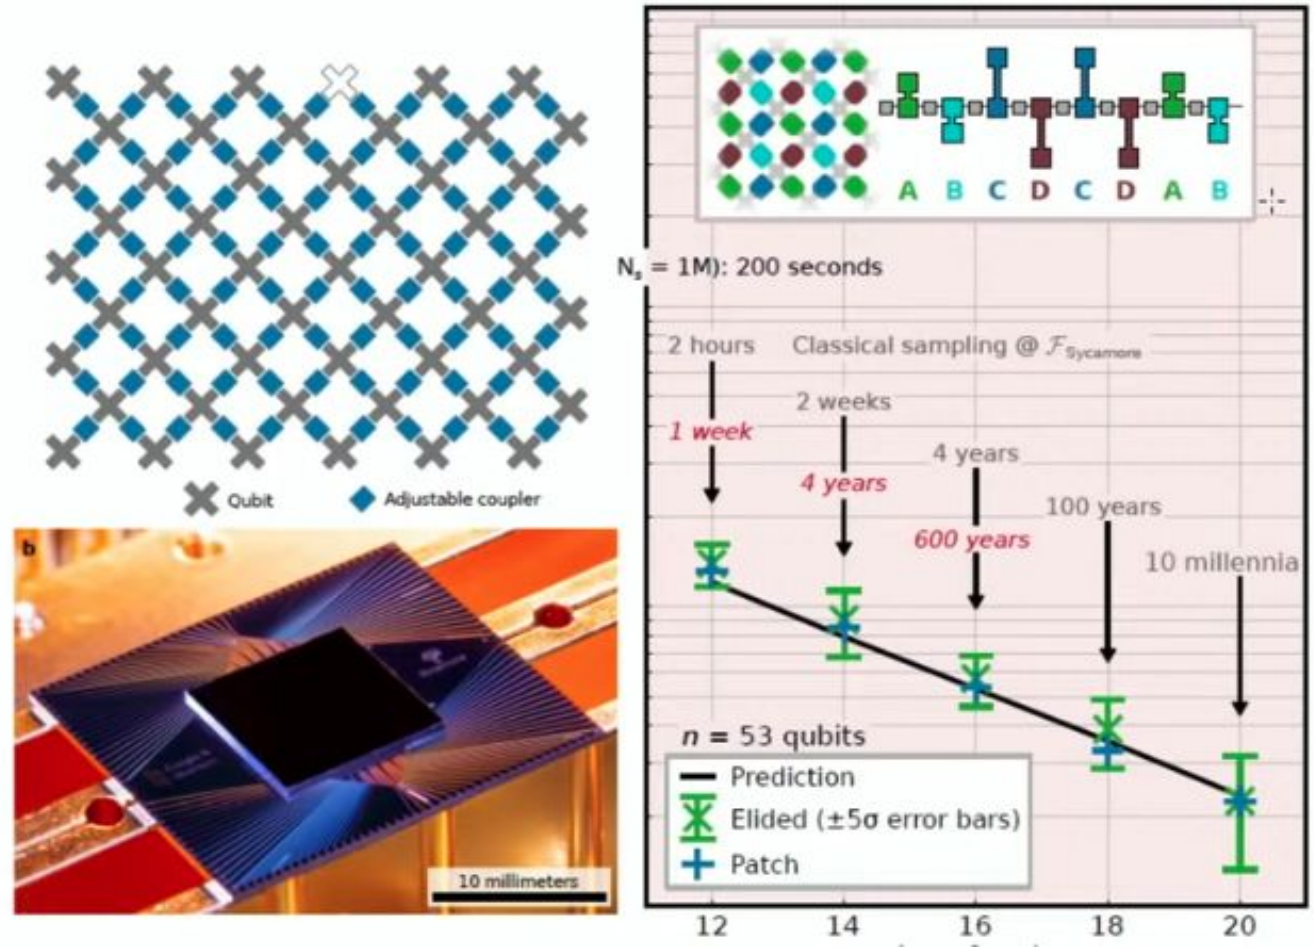 Qubit
Adjustable coupler
b
10 millimeters
A B C D C D A B
Nₛ = 1M): 200 seconds
2 hours
Classical sampling @ ℱSycamore
1 week
2 weeks
4 years
4 years
600 years
100 years
10 millennia
n = 53 qubits
Prediction
Elided (±5σ error bars)
Patch
12 14 16 18 20